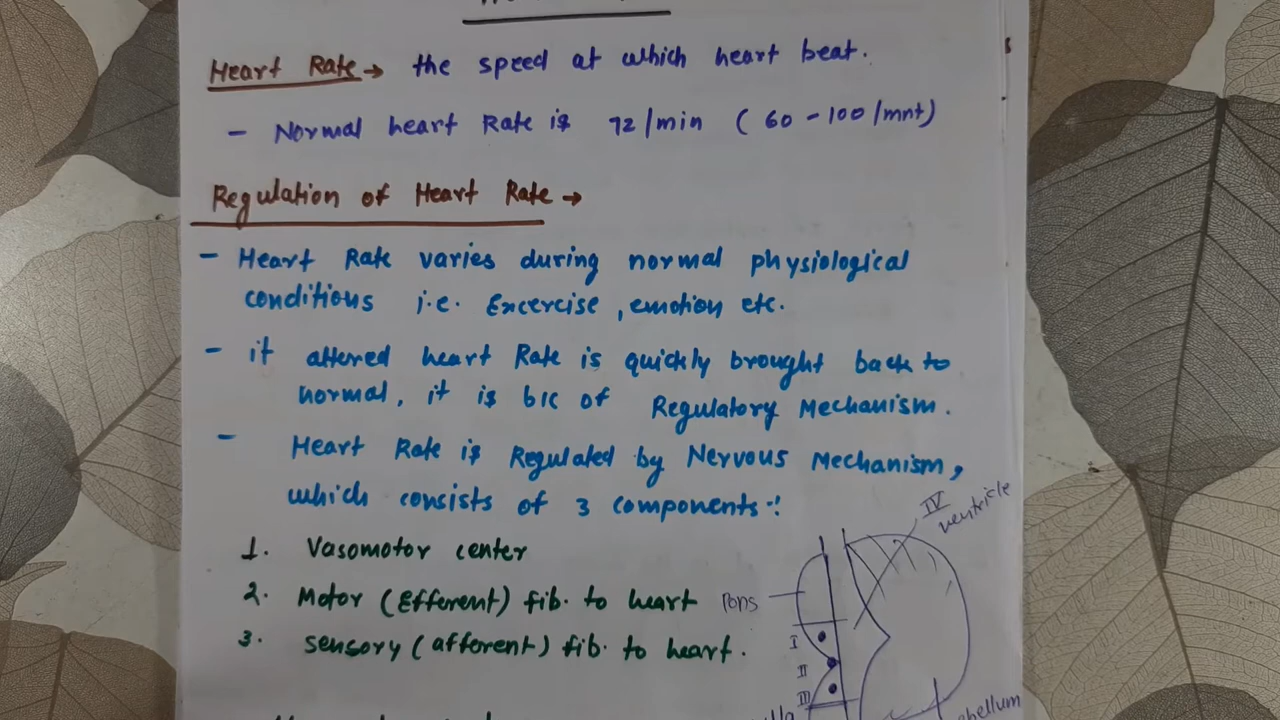 Heart Rate → the speed at which heart beat.
- Normal heart Rate is 72/min ( 60 - 100 /mnt)
Regulation of Heart Rate →
- Heart Rate varies during normal physiological
conditions i.e. Excercise , emotion etc.
- if altered heart Rate is quickly brought back to
normal, it is b/c of Regulatory Mechanism.
- Heart Rate is Regulated by Nervous Mechanism,
which consists of 3 components :
1. Vasomotor center
2. Motor (Efferent) fib. to heart
3. sensory (afferent) fib. to heart.
IV
ventricle
Pons
I
II
III
ebellum